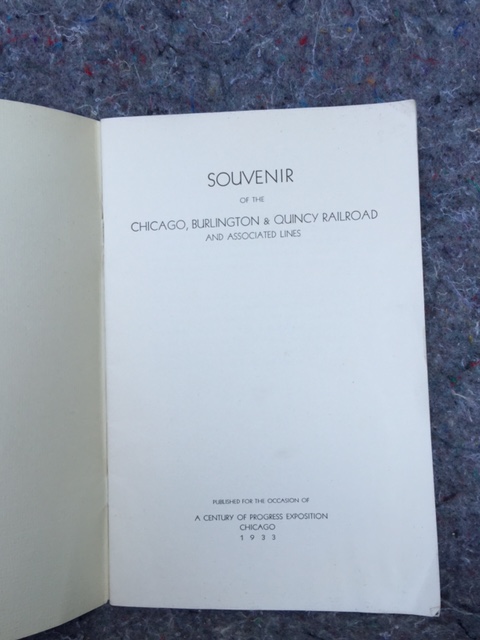 SOUVENIR
OF THE
CHICAGO, BURLINGTON & QUINCY RAILROAD
AND ASSOCIATED LINES
PUBLISHED FOR THE OCCASION OF
A CENTURY OF PROGRESS EXPOSITION
CHICAGO
1933